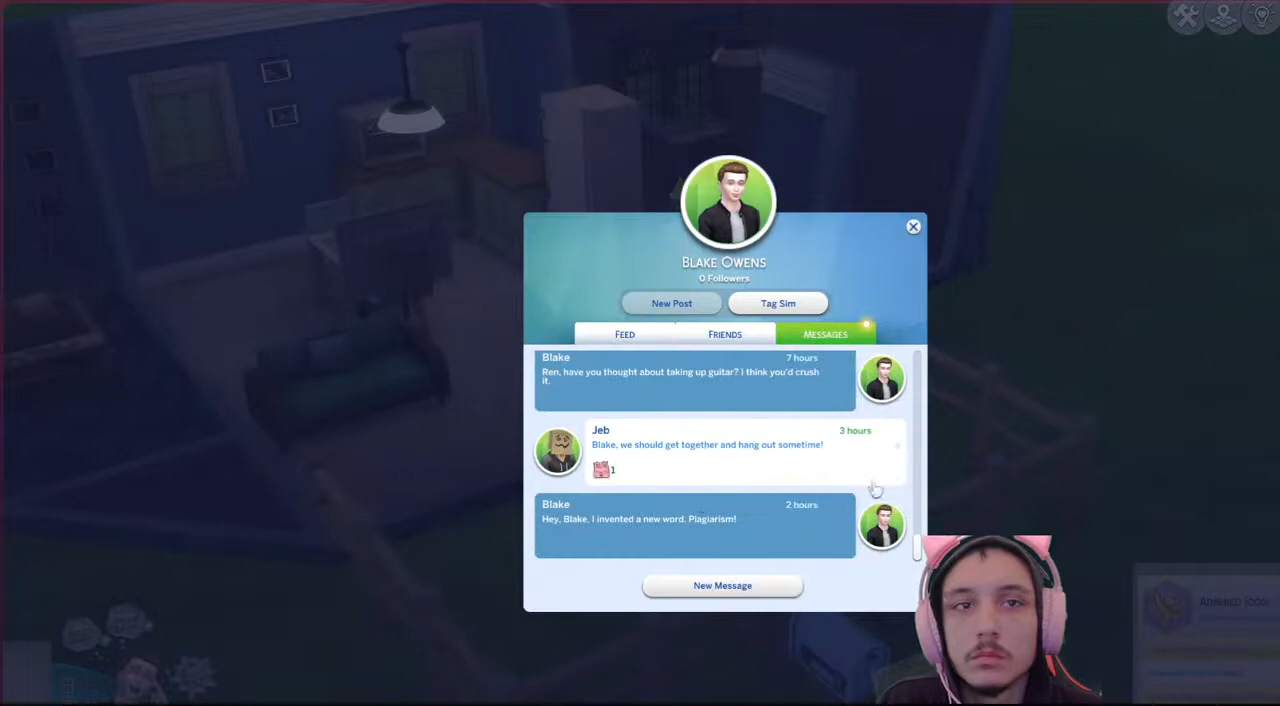 BLAKE OWENS
0 Followers
New Post
Tag Sim
FEED
FRIENDS
MESSAGES
Blake
7 hours
Ren, have you thought about taking up guitar? I think you'd crush
it.
Jeb
3 hours
Blake, we should get together and hang out sometime!
1
Blake
2 hours
Hey, Blake, I invented a new word, Plagiarism!
New Message